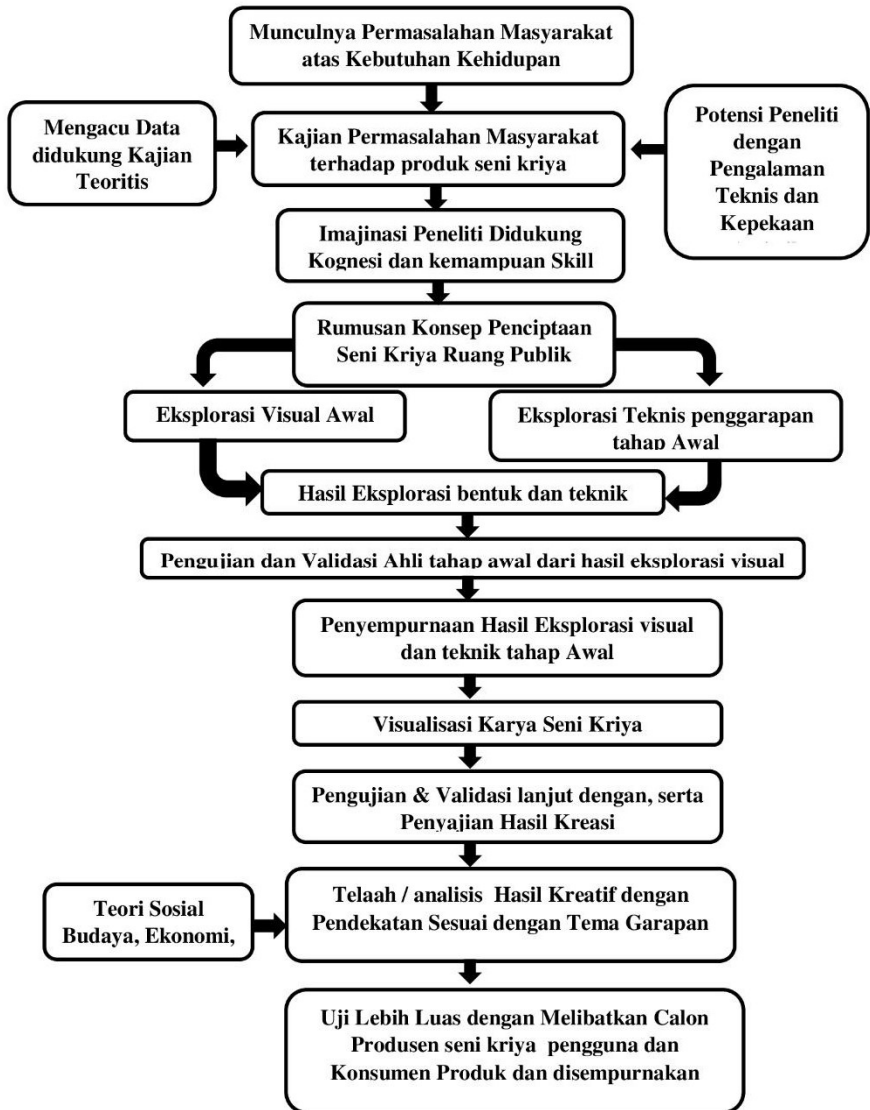 Munculnya Permasalahan Masyarakat
atas Kebutuhan Kehidupan
Mengacu Data
didukung Kajian
Teoritis
Kajian Permasalahan Masyarakat
terhadap produk seni kriya
Potensi Peneliti
dengan
Pengalaman
Teknis dan
Kepekaan
Imajinasi Peneliti Didukung
Kognesi dan kemampuan Skill
Rumusan Konsep Penciptaan
Seni Kriya Ruang Publik
Eksplorasi Visual Awal
Eksplorasi Teknis penggarapan
tahap Awal
Hasil Eksplorasi bentuk dan teknik
Pengujian dan Validasi Ahli tahap awal dari hasil eksplorasi visual
Penyempurnaan Hasil Eksplorasi visual
dan teknik tahap Awal
Visualisasi Karya Seni Kriya
Pengujian & Validasi lanjut dengan, serta
Penyajian Hasil Kreasi
Teori Sosial
Budaya, Ekonomi,
Telaah / analisis Hasil Kreatif dengan
Pendekatan Sesuai dengan Tema Garapan
Uji Lebih Luas dengan Melibatkan Calon
Produsen seni kriya pengguna dan
Konsumen Produk dan disempurnakan